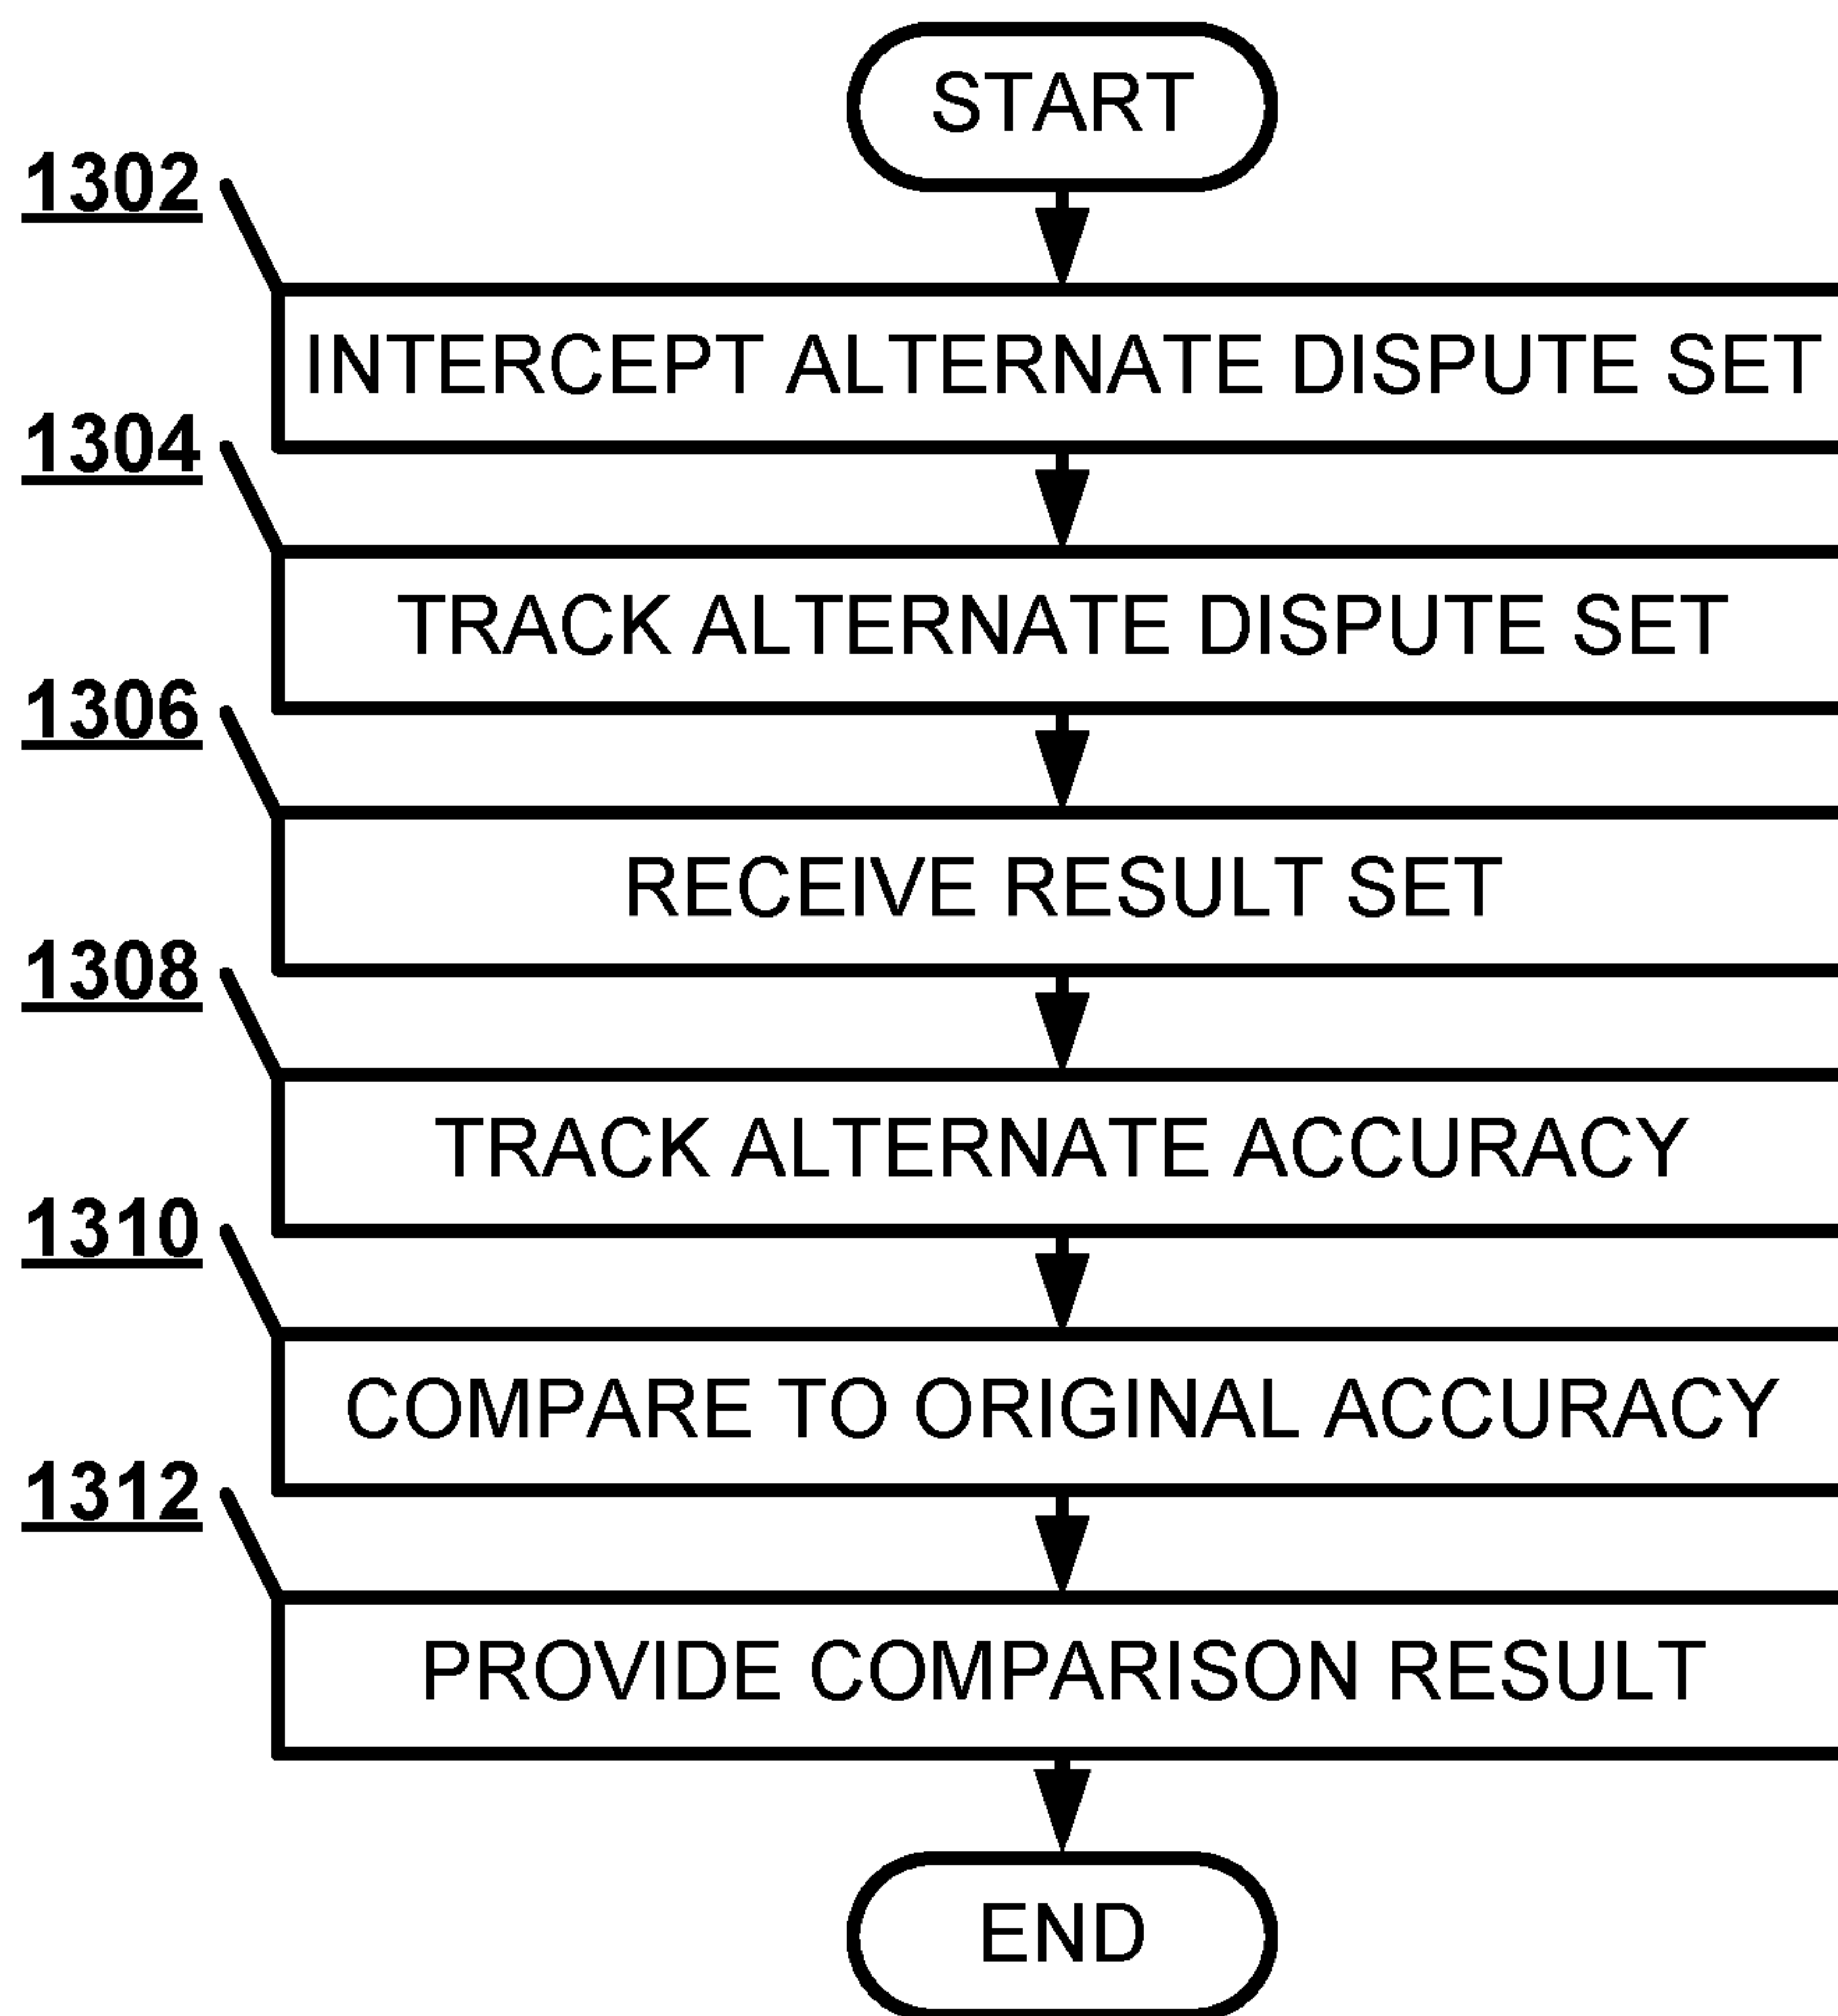 START
1302
INTERCEPT ALTERNATE DISPUTE SET
1304
TRACK ALTERNATE DISPUTE SET
1306
RECEIVE RESULT SET
1308
TRACK ALTERNATE ACCURACY
1310
COMPARE TO ORIGINAL ACCURACY
1312
PROVIDE COMPARISON RESULT
END